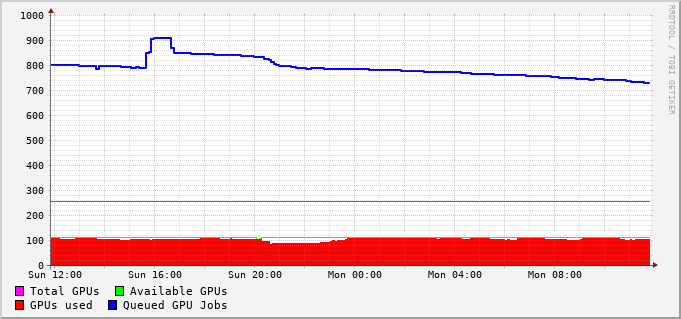 1000
900
800
700
600
500
400
300
200
100
0
Sun 12:00 Sun 16:00 Sun 20:00 Mon 00:00 Mon 04:00 Mon 08:00
Total GPUs Available GPUs
GPUs used Queued GPU Jobs
RRDTOOL / TOBI OETIKER